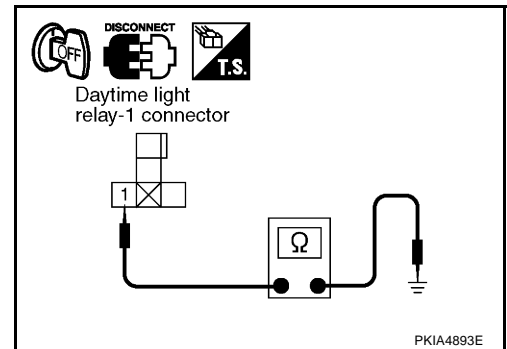 OFF
DISCONNECT
T.S.
Daytime light
relay-1 connector
1
Ω
PKIA4893E